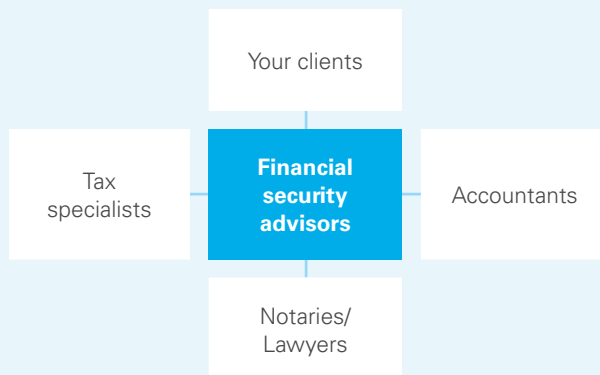 Your clients
Tax
specialists
Financial
security
advisors
Accountants
Notaries/
Lawyers